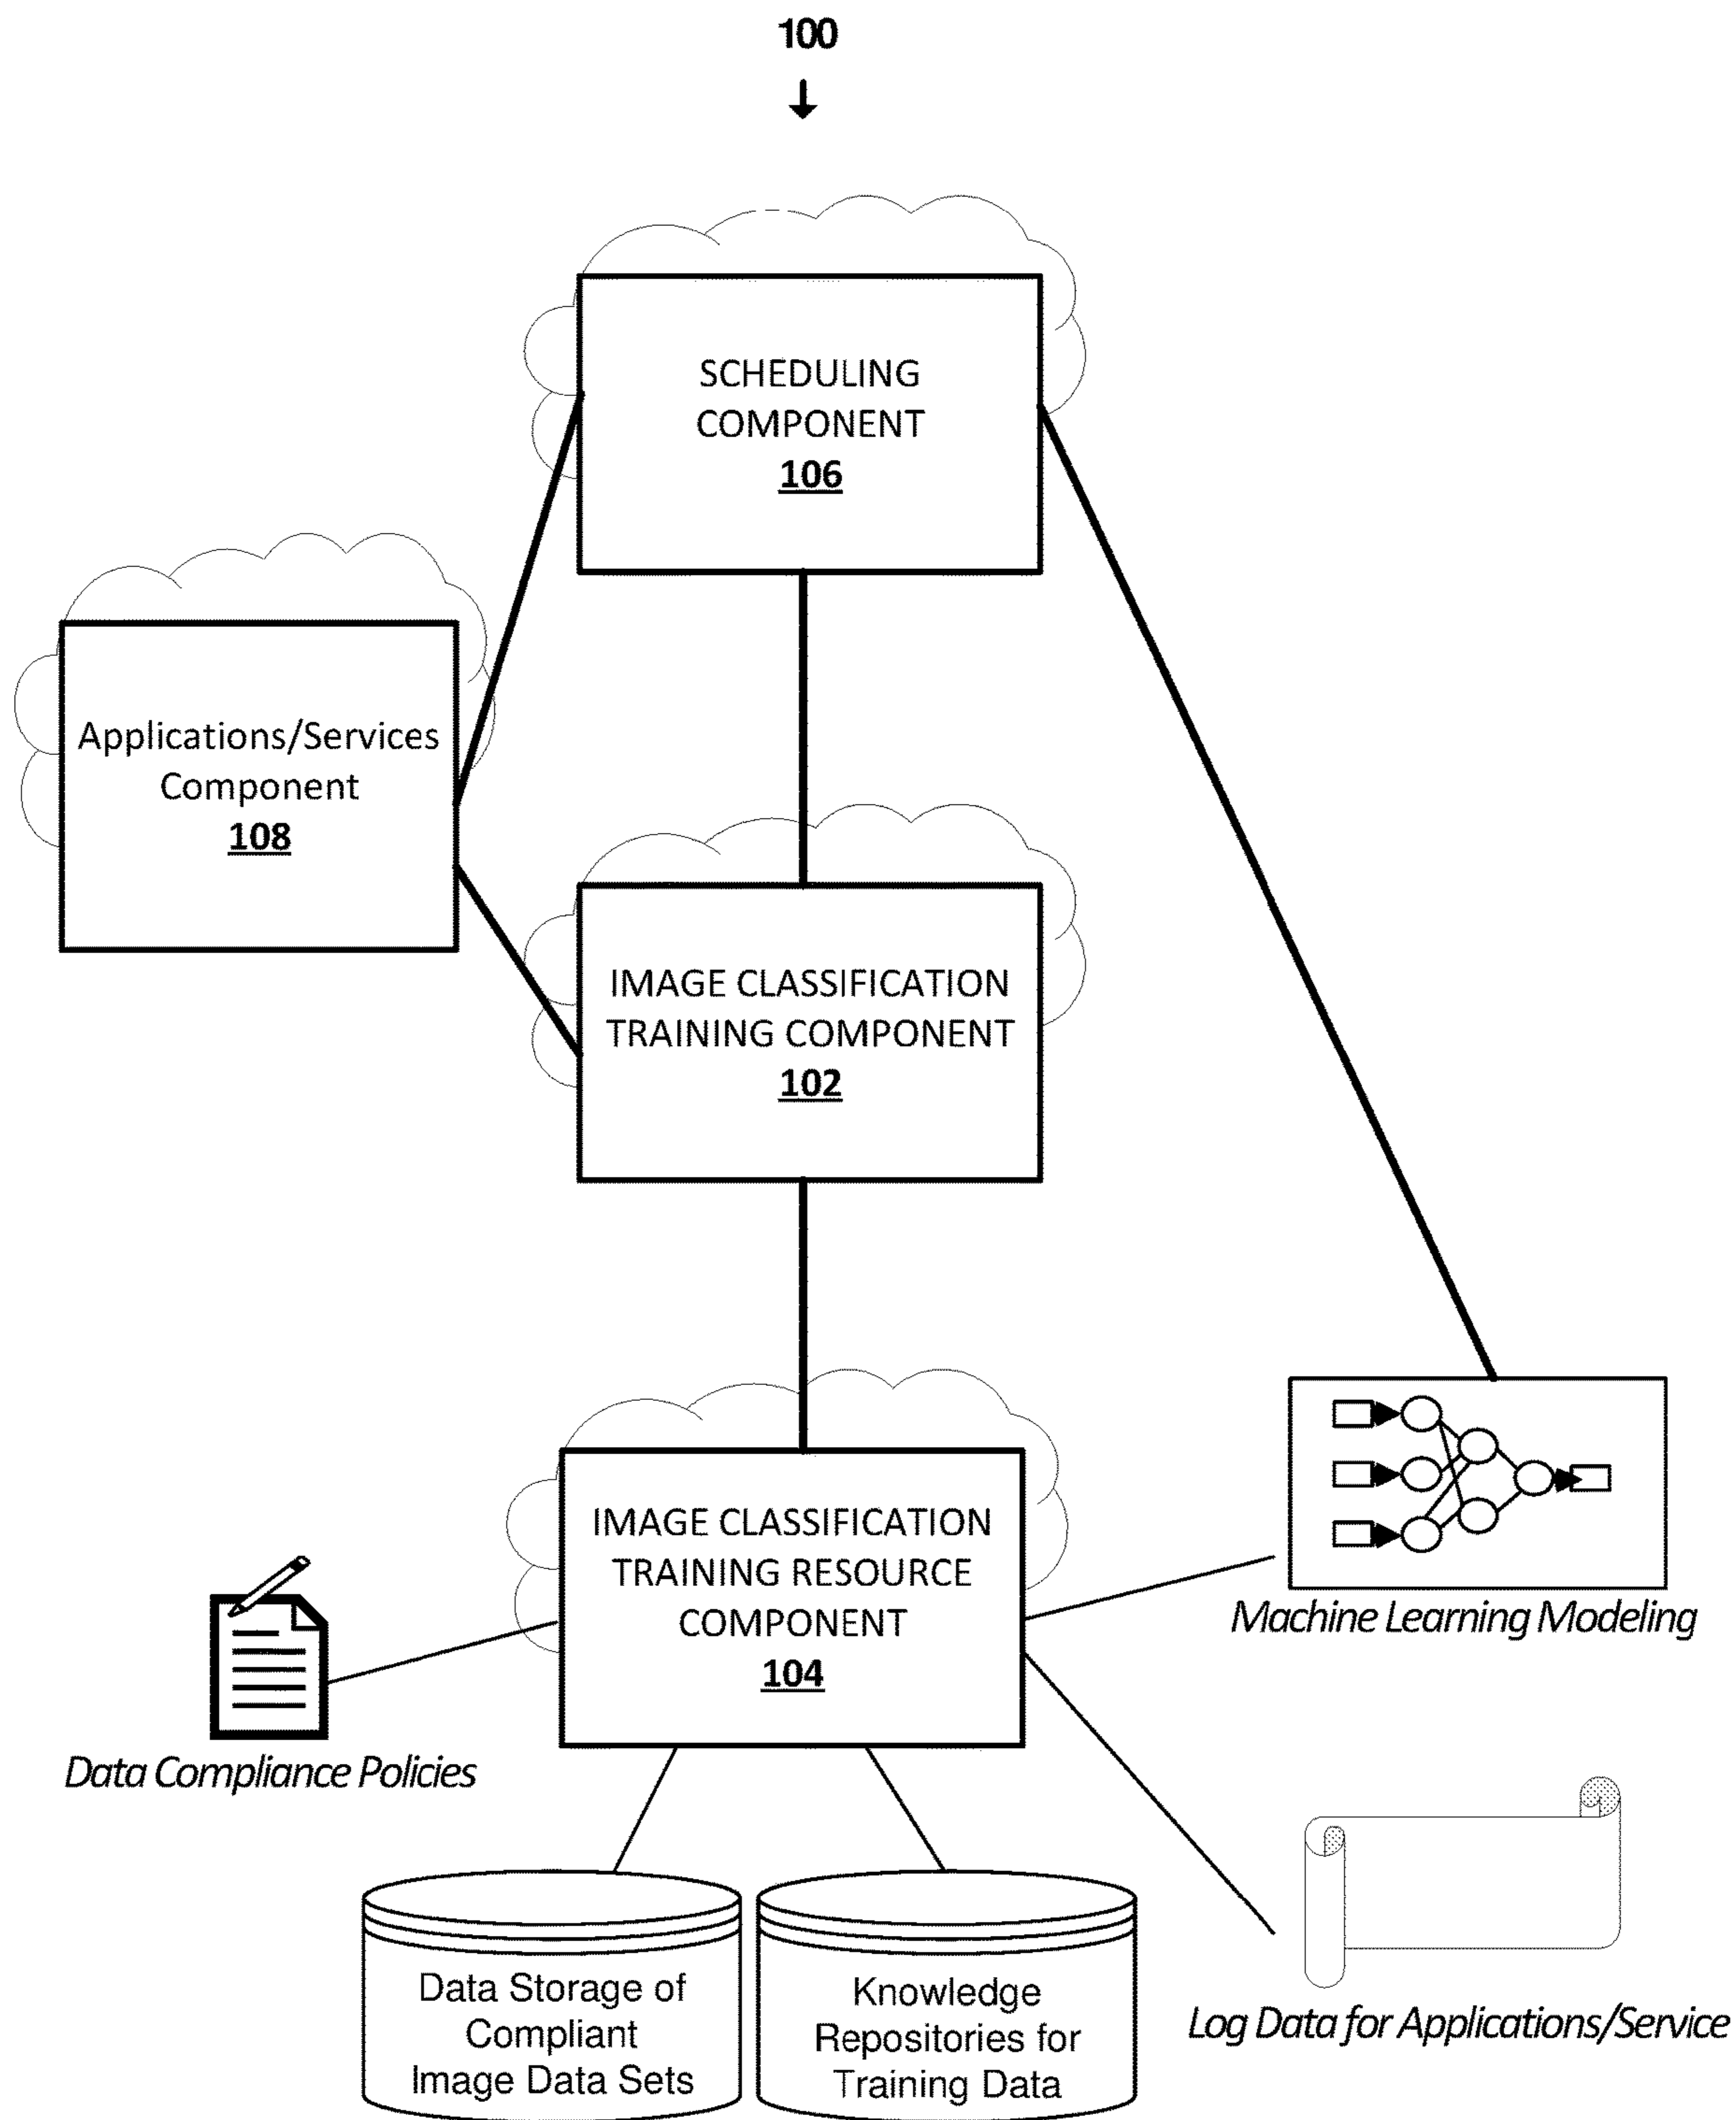 100
SCHEDULING
COMPONENT
106
Applications/Services
Component
108
IMAGE CLASSIFICATION
TRAINING COMPONENT
102
IMAGE CLASSIFICATION
TRAINING RESOURCE
COMPONENT
104
Machine Learning Modeling
Data Compliance Policies
Data Storage of
Compliant
Image Data Sets
Knowledge
Repositories for
Training Data
Log Data for Applications/Service